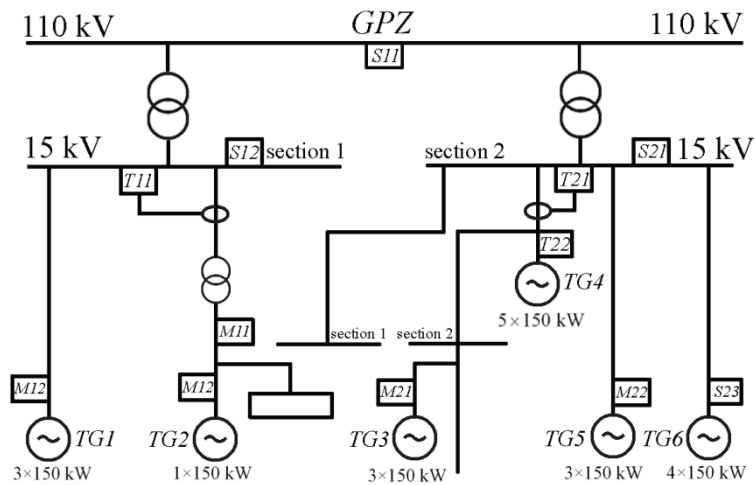 110 kV GPZ 110 kV
S11
15 kV S12 section 1 section 2 S21 15 kV
T11 T21
T22
TG4
5×150 kW
M11 section 1 section 2
M12 M12 M21 M22 S23
TG1 TG2 TG3 TG5 TG6
3×150 kW 1×150 kW 3×150 kW 3×150 kW 4×150 kW